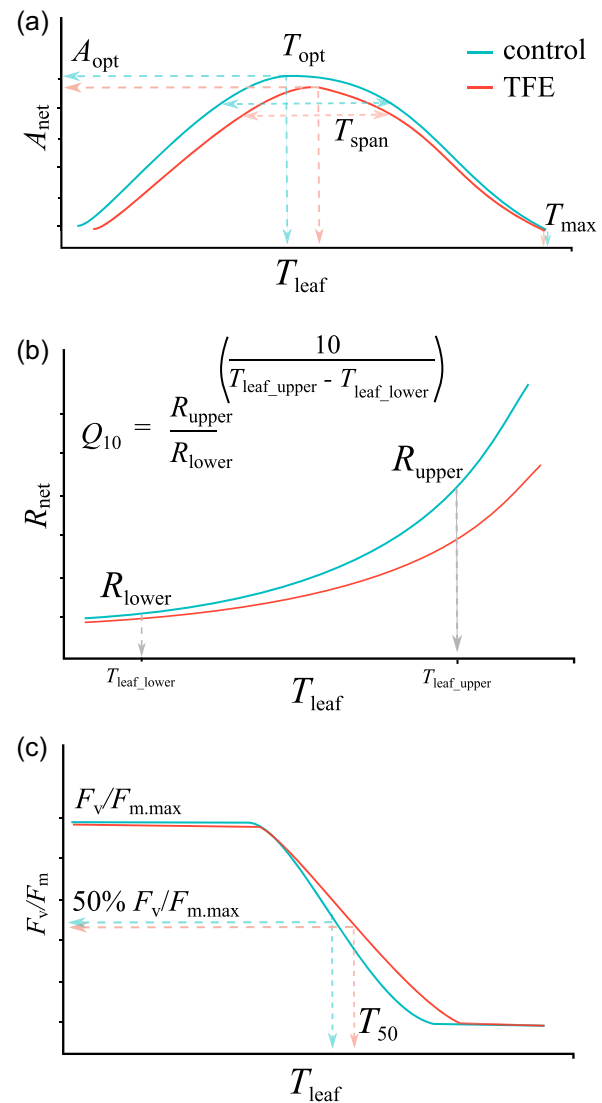 (a)
A_opt
T_opt
control
TFE
A_net
T_span
T_max
T_leaf
(b)
Q_10 = R_upper / R_lower ( 10 / T_leaf_upper - T_leaf_lower )
R_net
R_upper
R_lower
T_leaf_lower
T_leaf_upper
T_leaf
(c)
F_v/F_m.max
F_v/F_m
50% F_v/F_m.max
T_50
T_leaf